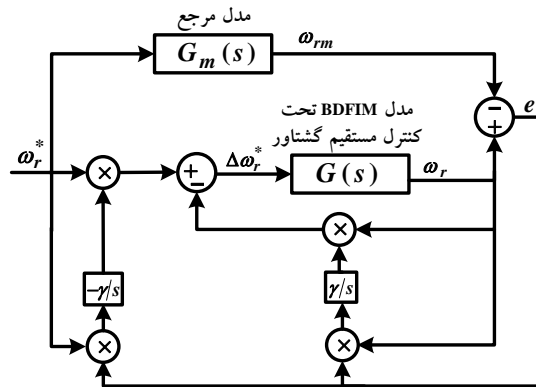 مدل مرجع
G_m(s)
ω_rm
e
مدل BDFIM تحت
کنترل مستقیم گشتاور
ω_r^*
Δω_r^*
G(s)
ω_r
-γ/s
γ/s